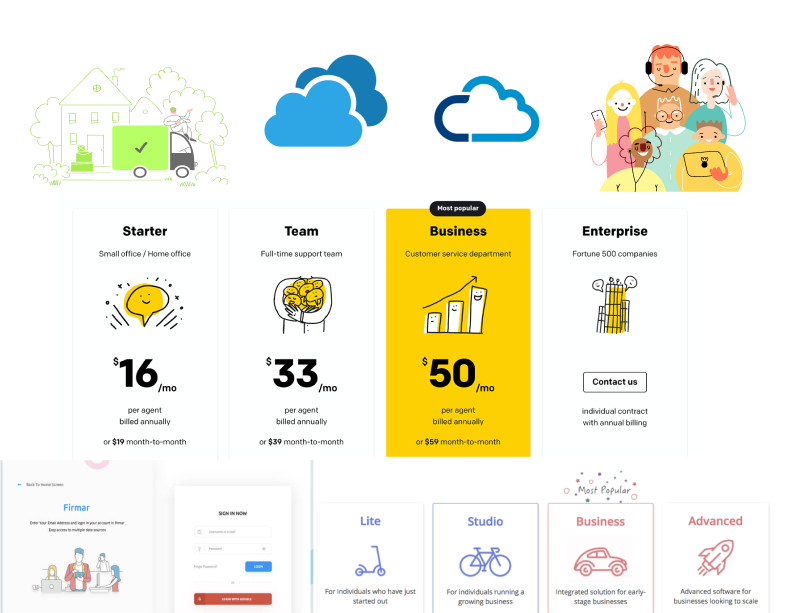 Most popular
Starter
Small office / Home office
$16/mo
per agent
billed annually
or $19 month-to-month
Team
Full-time support team
$33/mo
per agent
billed annually
or $39 month-to-month
Business
Customer service department
$50/mo
per agent
billed annually
or $59 month-to-month
Enterprise
Fortune 500 companies
Contact us
individual contract
with annual billing
Back To Home Screen
Firmar
Enter Your Email Address and log in your account in firmar
Easy access to multiple data sources
SIGN IN NOW
Password
Forgot Password?
LOGIN
or
LOGIN WITH GOOGLE
Most Popular
Lite
For individuals who have just
started out
Studio
For individuals running a
growing business
Business
Integrated solution for early-
stage businesses
Advanced
Advanced software for
businesses looking to scale